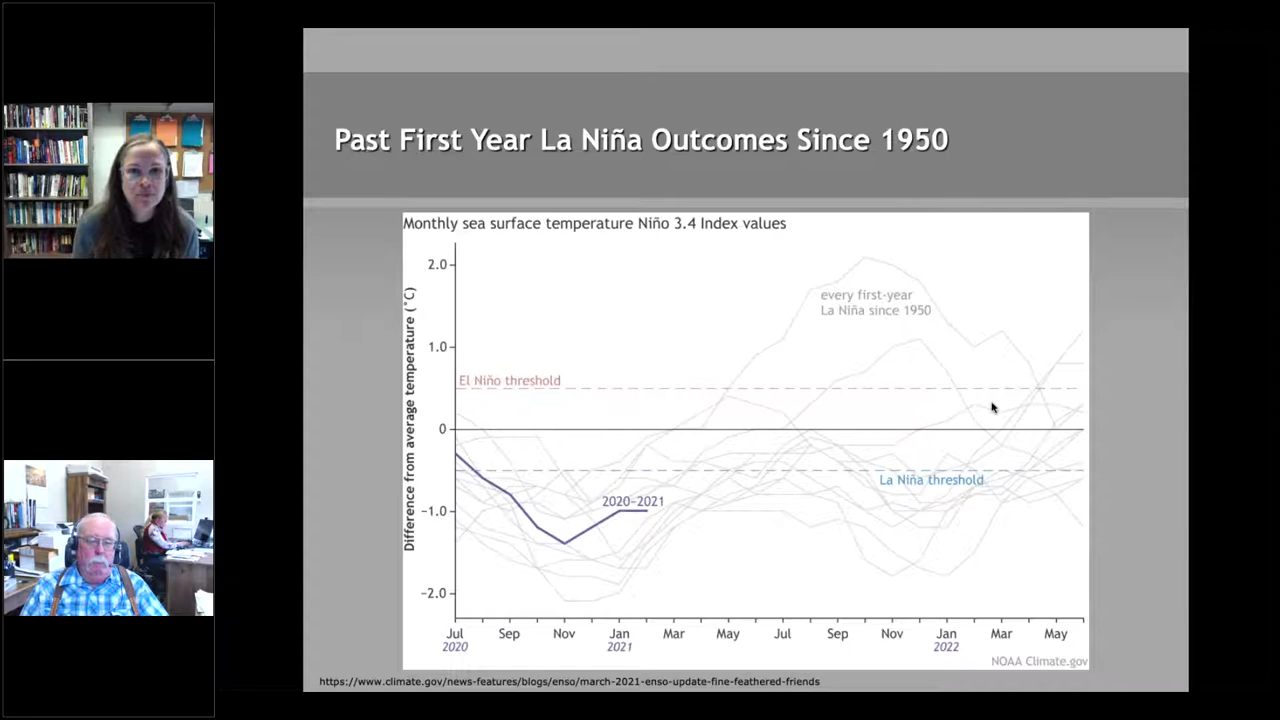 Past First Year La Niña Outcomes Since 1950
Monthly sea surface temperature Niño 3.4 Index values
Difference from average temperature (˚C)
2.0
1.0
0
−1.0
−2.0
every first-year
La Niña since 1950
El Niño threshold
La Niña threshold
2020–2021
Jul Sep Nov Jan Mar May Jul Sep Nov Jan Mar May
2020 2021 2022
NOAA Climate.gov
https://www.climate.gov/news-features/blogs/enso/march-2021-enso-update-fine-feathered-friends